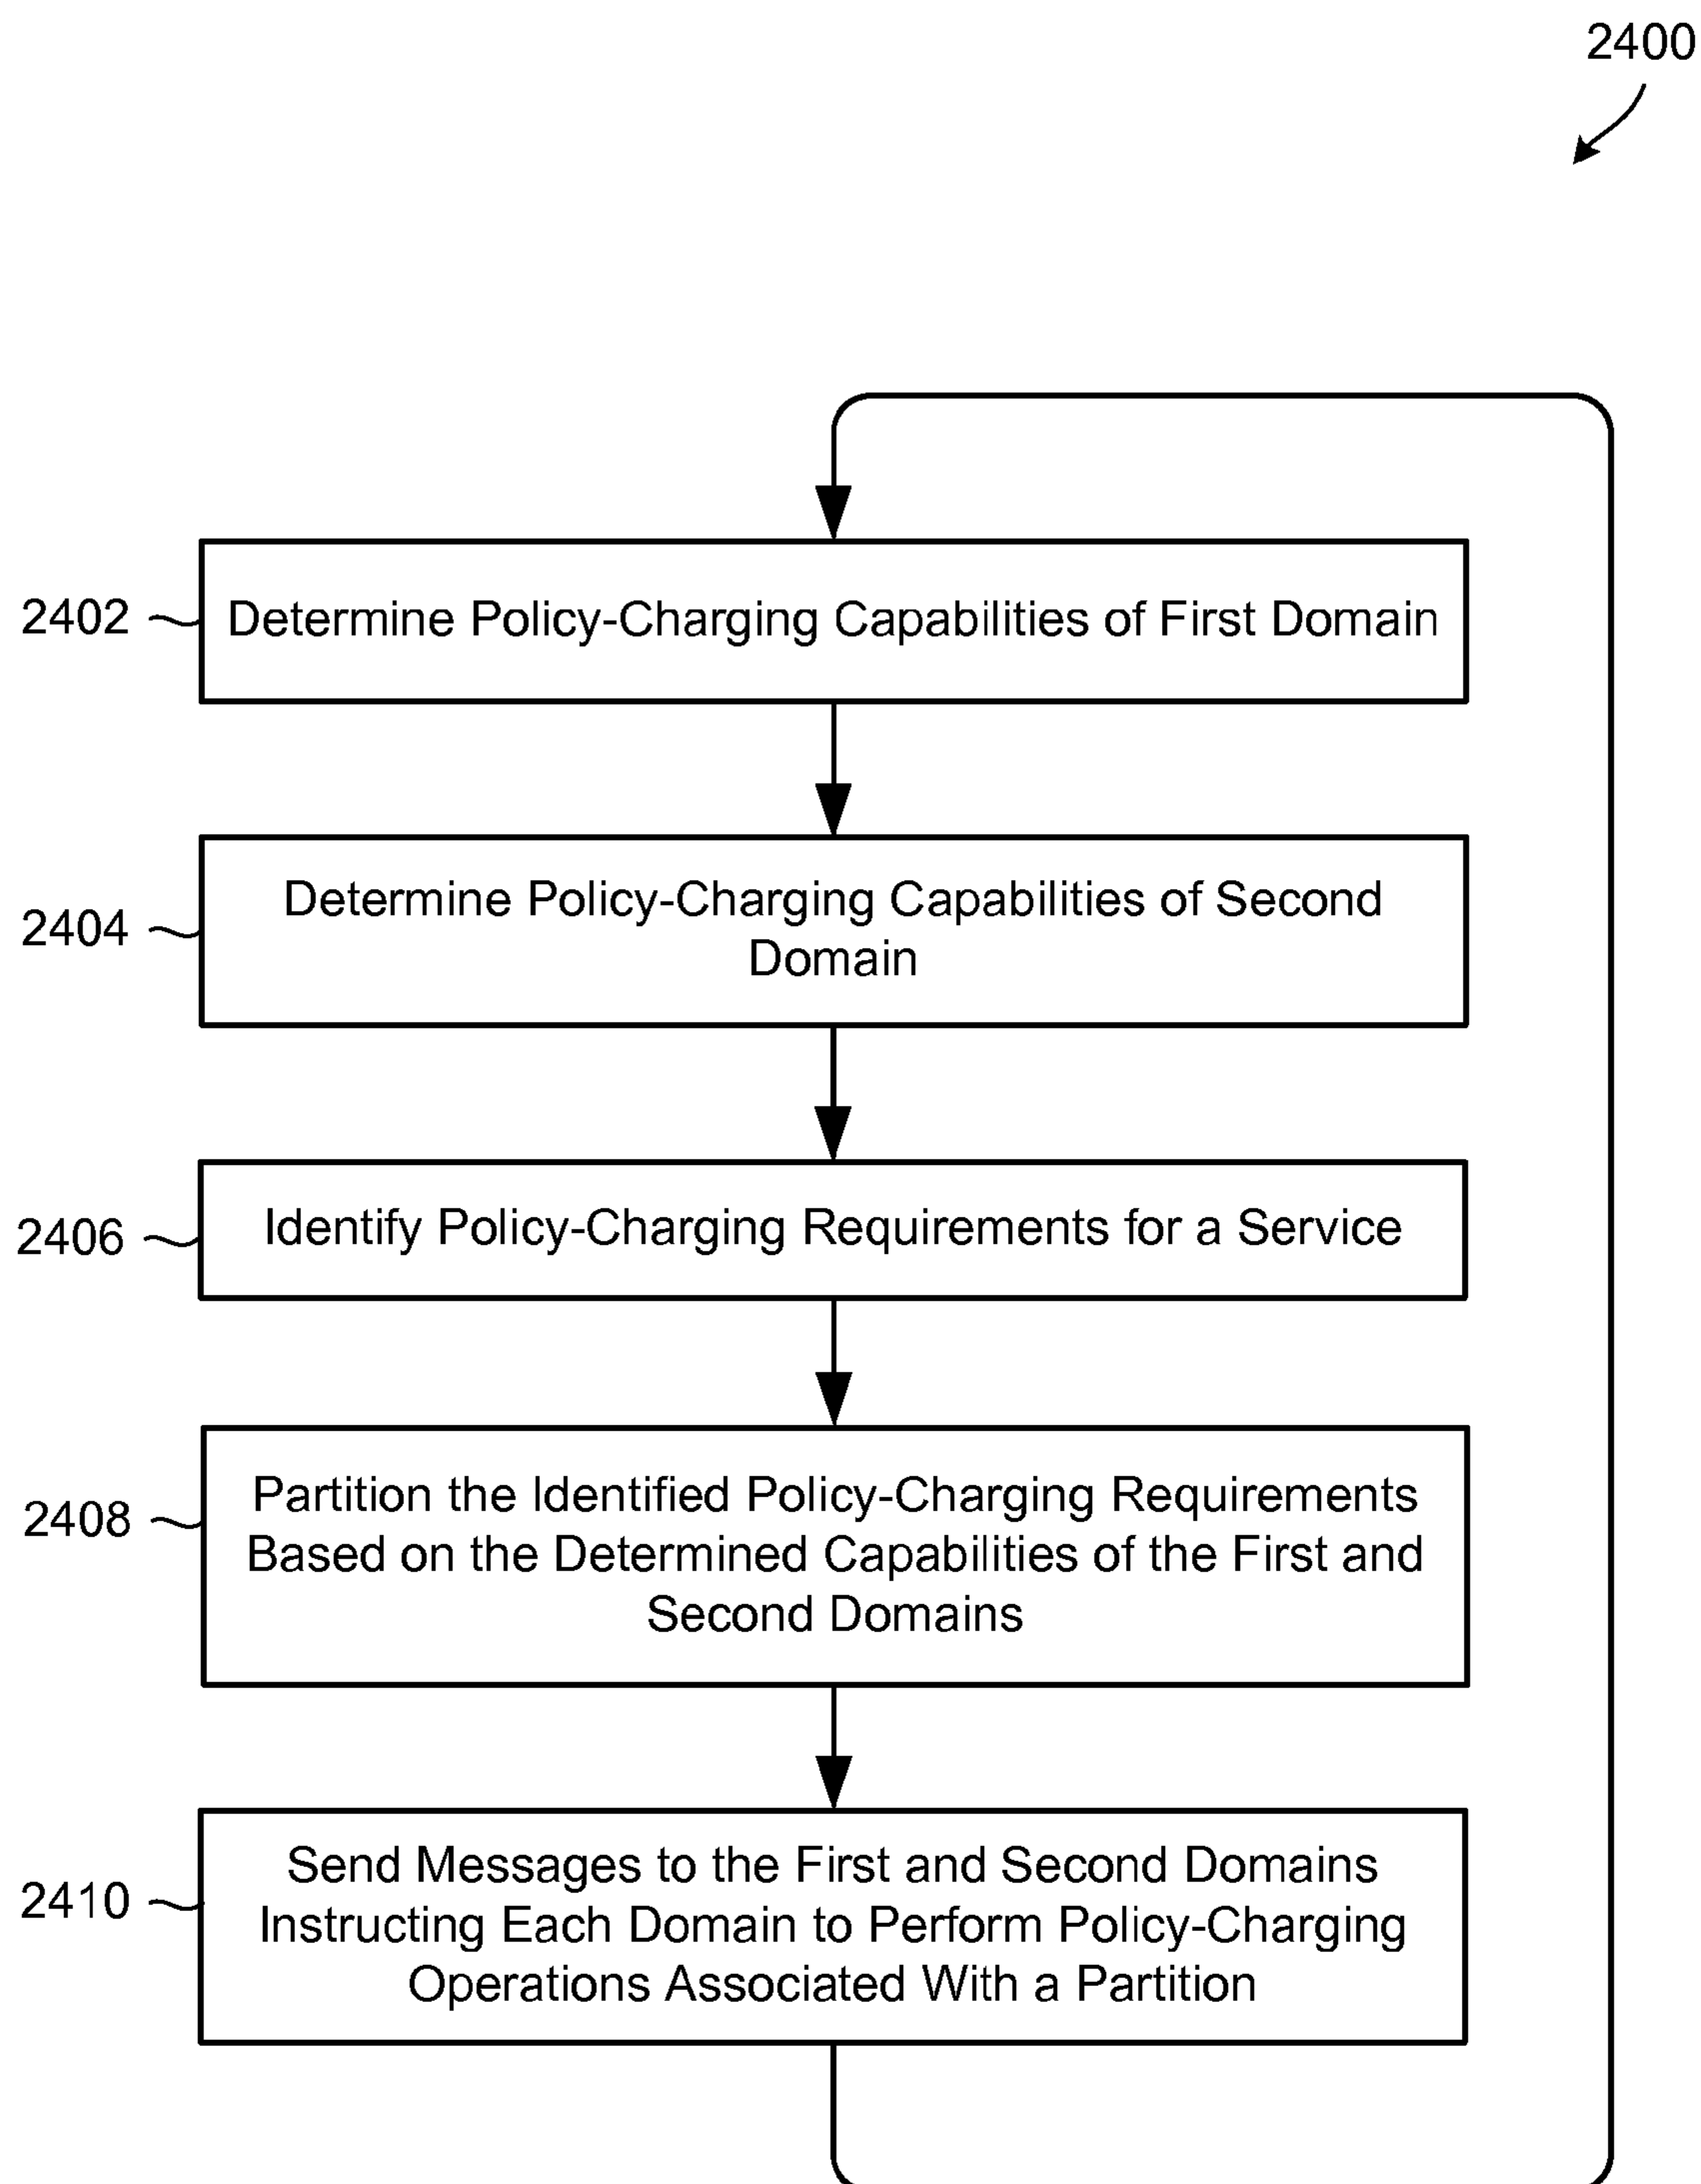 2400
2402
Determine Policy-Charging Capabilities of First Domain
2404
Determine Policy-Charging Capabilities of Second
Domain
2406
Identify Policy-Charging Requirements for a Service
2408
Partition the Identified Policy-Charging Requirements
Based on the Determined Capabilities of the First and
Second Domains
2410
Send Messages to the First and Second Domains
Instructing Each Domain to Perform Policy-Charging
Operations Associated With a Partition